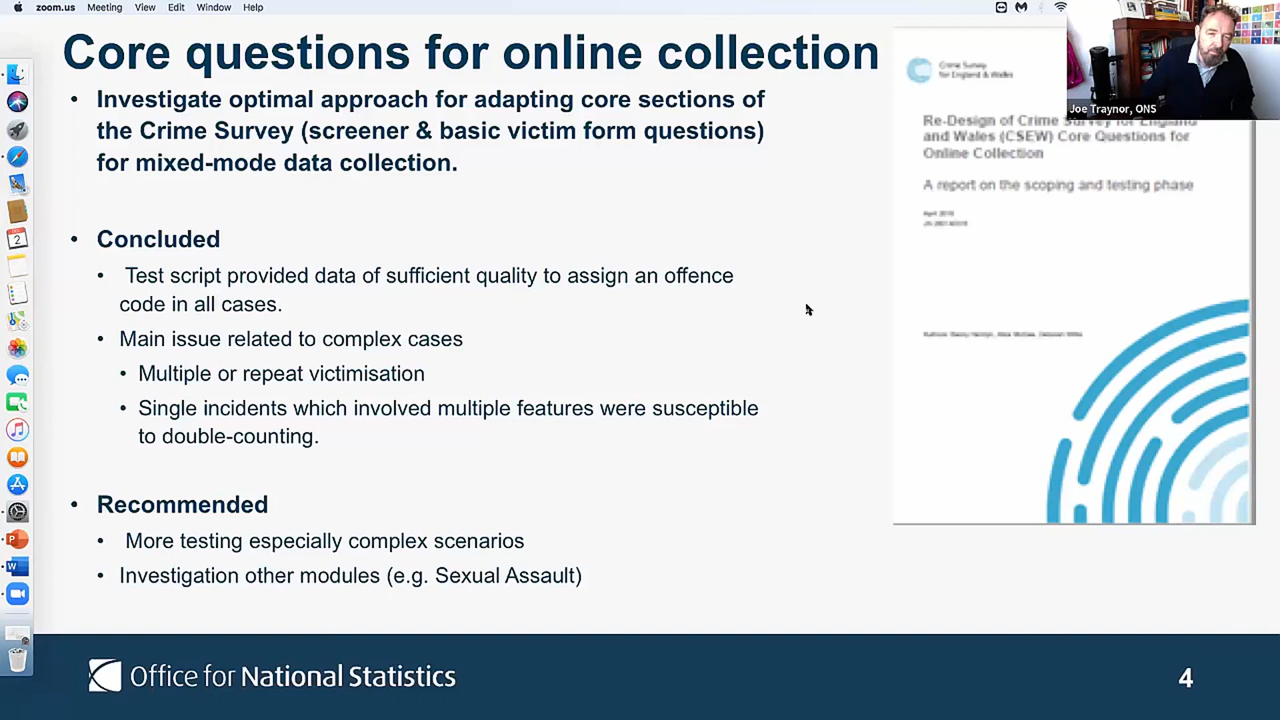 zoom.us Meeting View Edit Window Help
Core questions for online collection
• Investigate optimal approach for adapting core sections of
the Crime Survey (screener & basic victim form questions)
for mixed-mode data collection.
• Concluded
• Test script provided data of sufficient quality to assign an offence
code in all cases.
• Main issue related to complex cases
• Multiple or repeat victimisation
• Single incidents which involved multiple features were susceptible
to double-counting.
• Recommended
• More testing especially complex scenarios
• Investigation other modules (e.g. Sexual Assault)
Crime Survey
for England & Wales
Joe Traynor, ONS
Re-Design of Crime Survey for England
and Wales (CSEW) Core Questions for
Online Collection
A report on the scoping and testing phase
2
Office for National Statistics
4